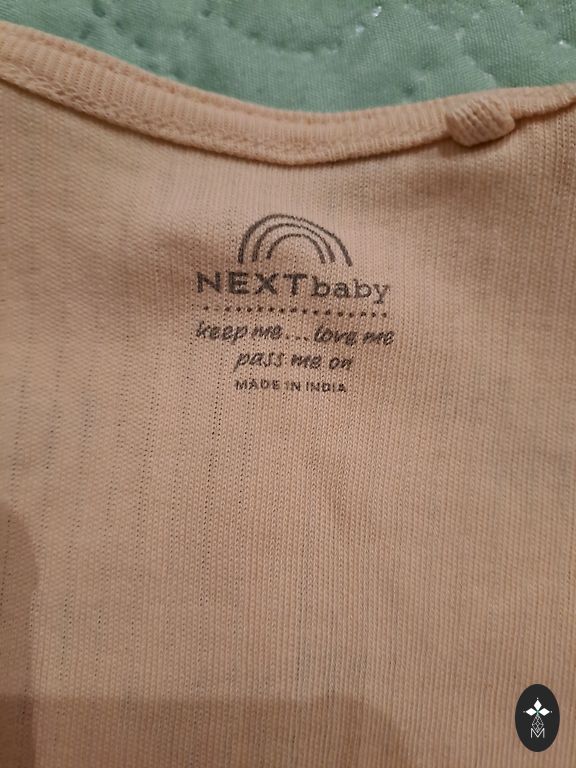 NEXTbaby
keep me... love me
pass me on
MADE IN INDIA
M